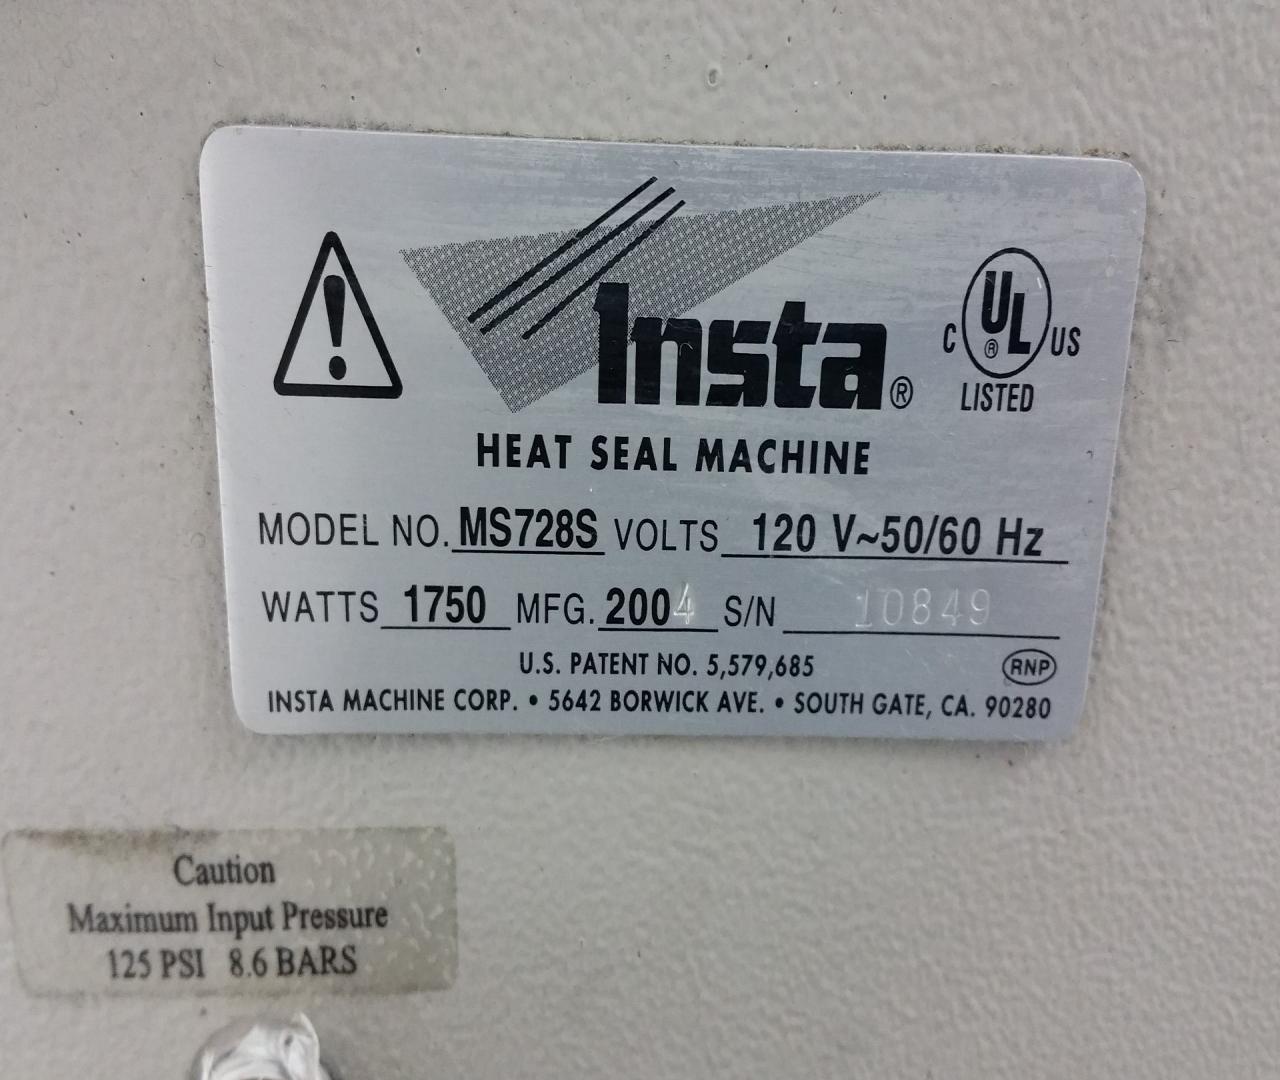 Insta®
C UL® US
LISTED
HEAT SEAL MACHINE
MODEL NO. MS728S VOLTS 120 V~50/60 Hz
WATTS 1750 MFG. 2004 S/N 10849
U.S. PATENT NO. 5,579,685 RNP
INSTA MACHINE CORP. • 5642 BORWICK AVE. • SOUTH GATE, CA. 90280
Caution
Maximum Input Pressure
125 PSI 8.6 BARS